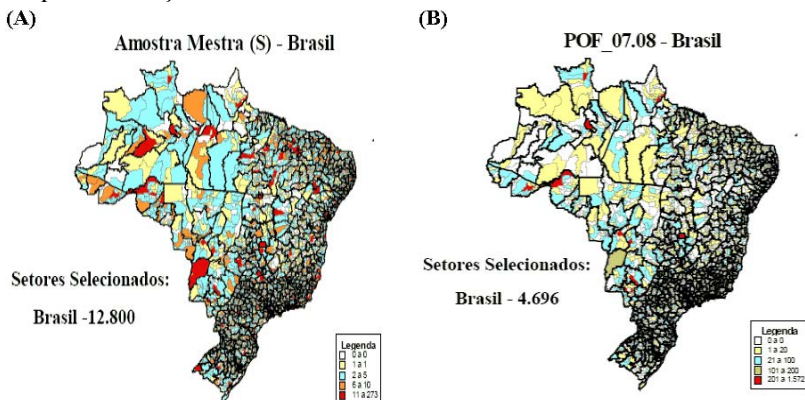 (A)
Amostra Mestra (S) - Brasil
Setores Selecionados:
Brasil -12.800
Legenda
0 a 0
1 a 1
2 a 5
6 a 10
11 a 273
(B)
POF_07.08 - Brasil
Setores Selecionados:
Brasil - 4.696
Legenda
0 a 0
1 a 20
21 a 100
101 a 200
201 a 1.572